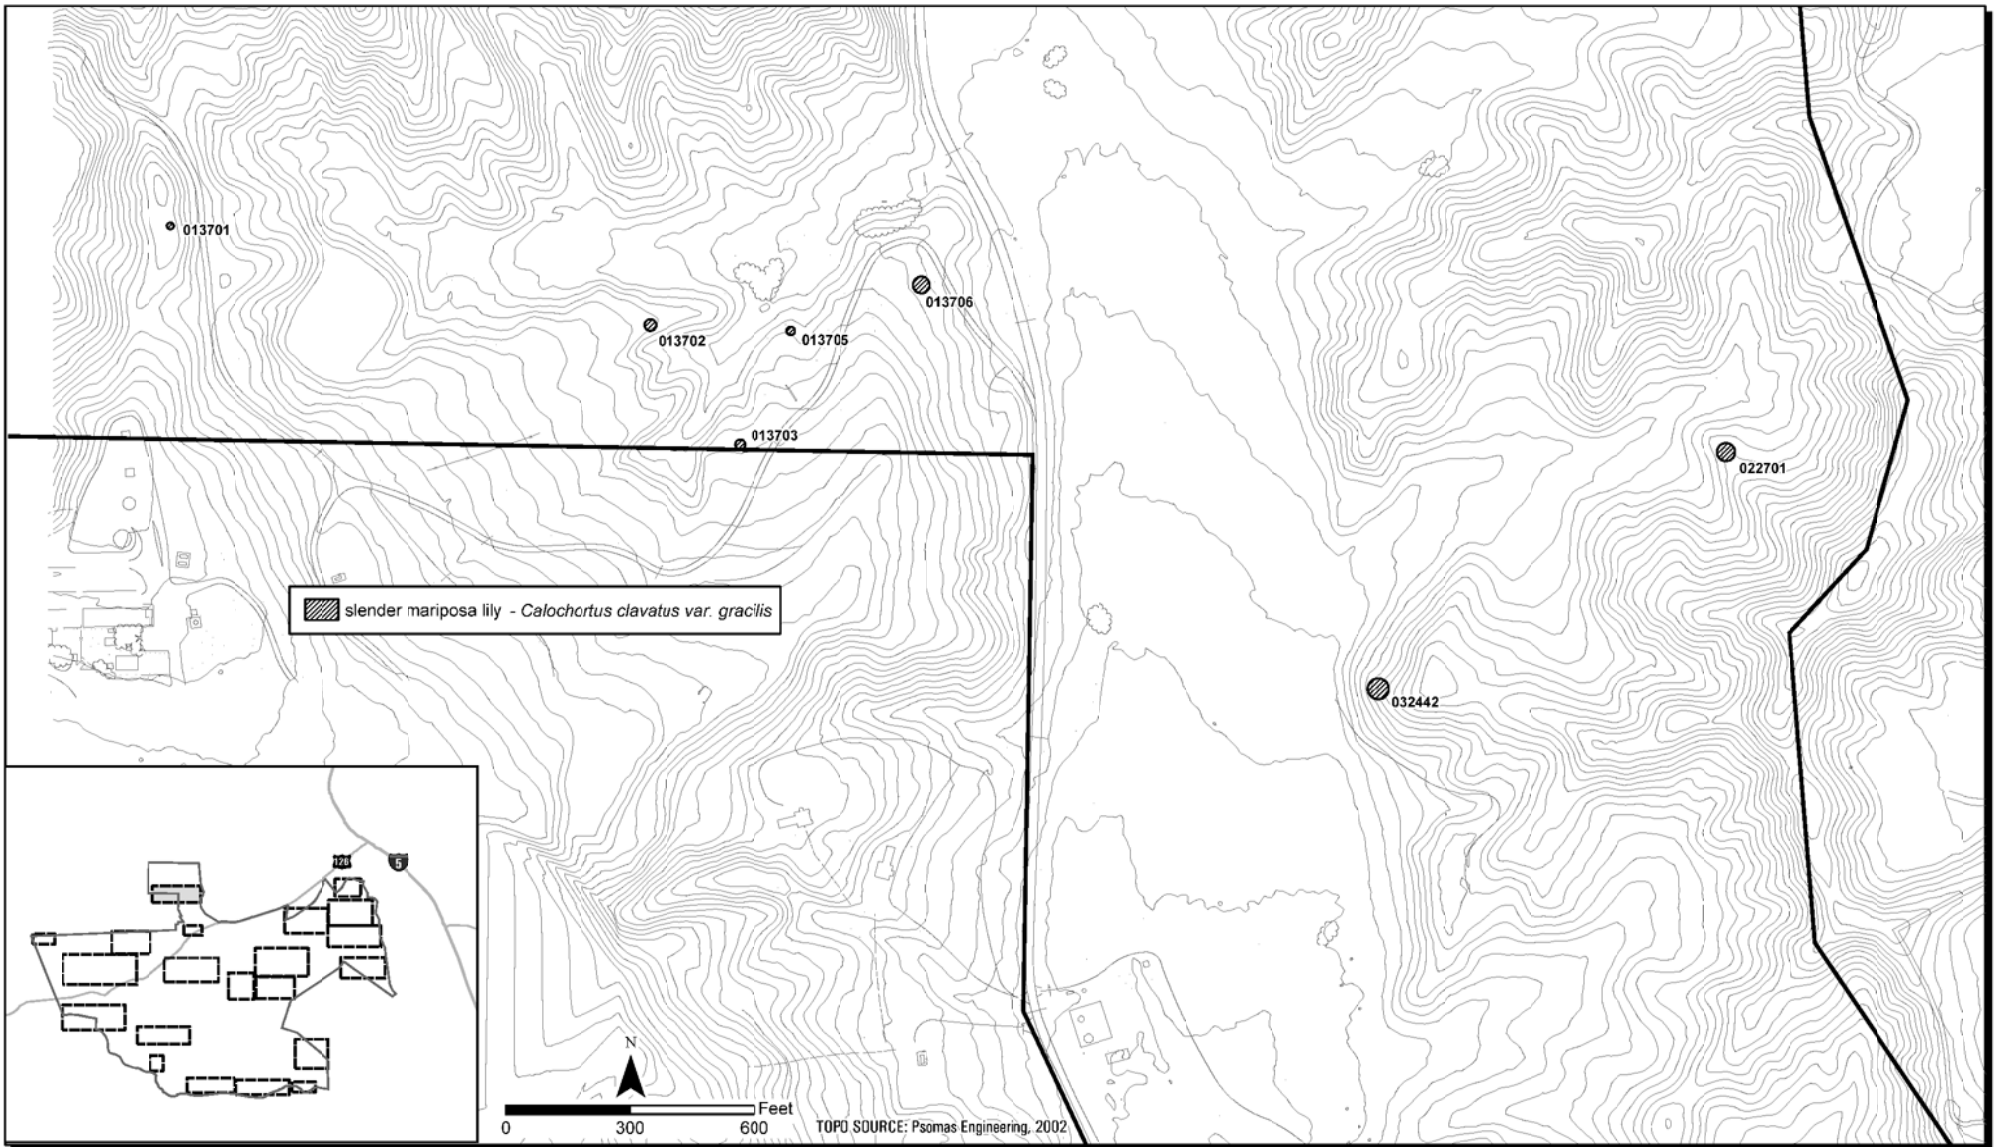 013701
013706
013702
013705
013703
022701
slender mariposa lily - Calochortus clavatus var. gracilis
032442
126
5
N
Feet
0 300 600
TOPO SOURCE: Psomas Engineering, 2002